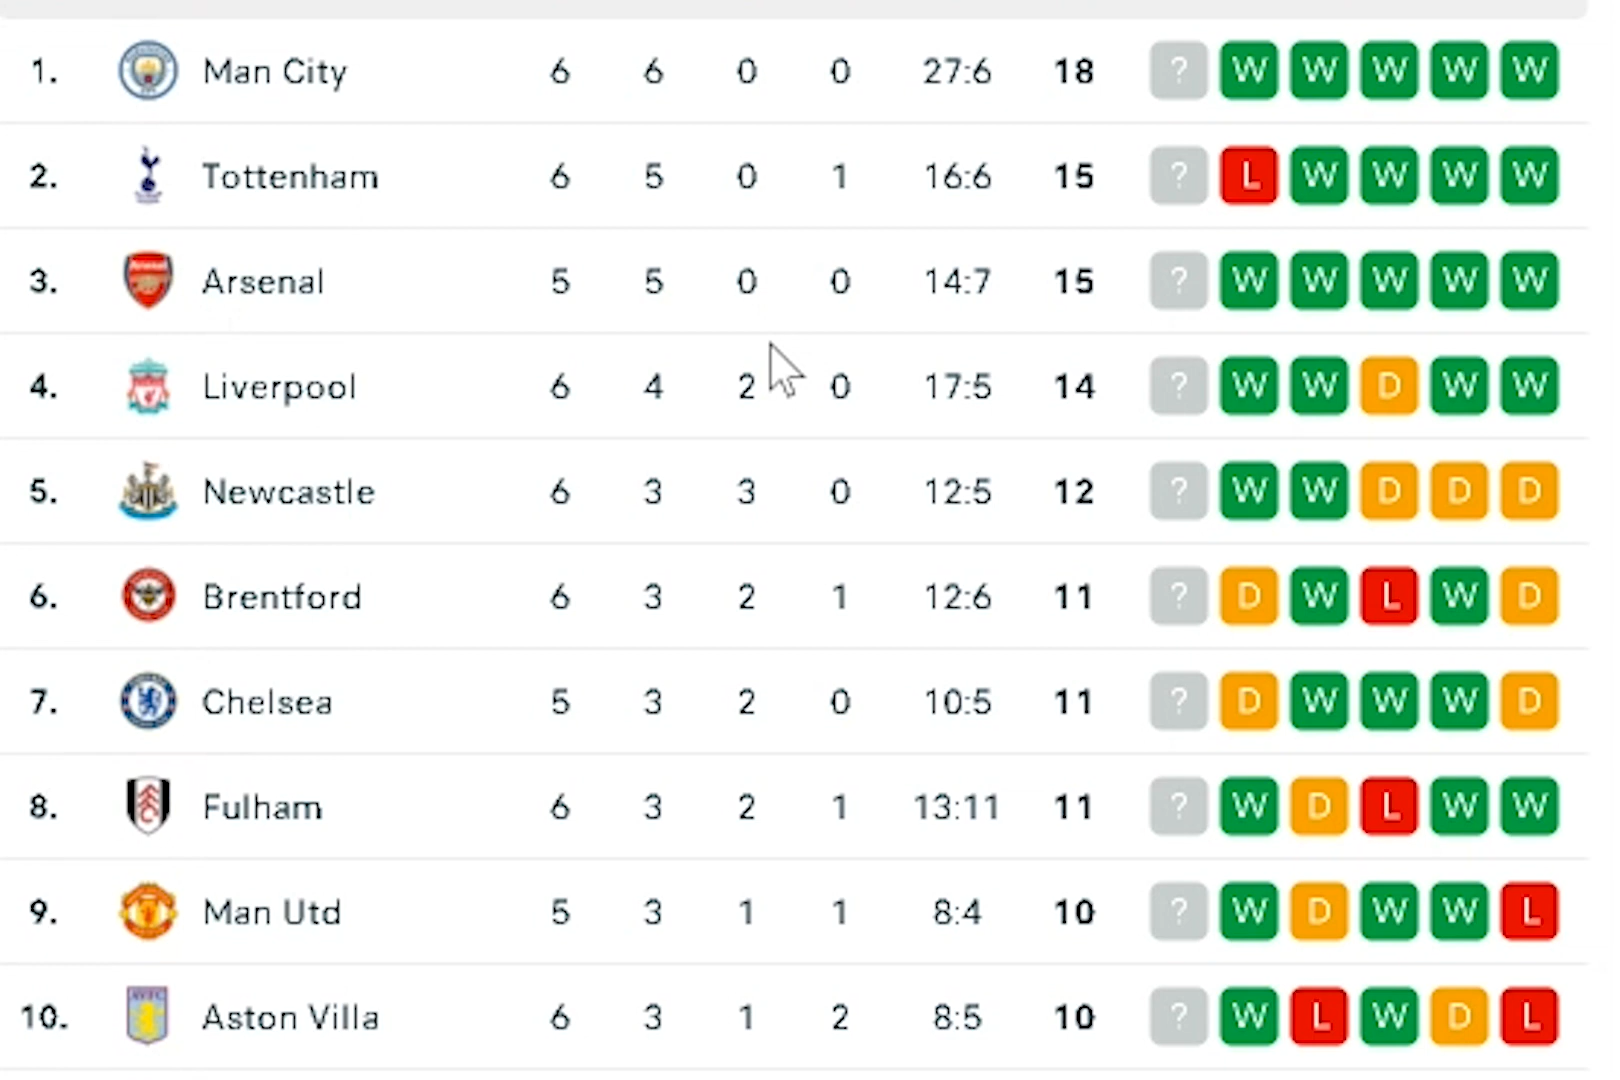 1. Man City 6 6 0 0 27:6 18 ? W W W W W
2. Tottenham 6 5 0 1 16:6 15 ? L W W W W
3. Arsenal 5 5 0 0 14:7 15 ? W W W W W
4. Liverpool 6 4 2 0 17:5 14 ? W W D W W
5. Newcastle 6 3 3 0 12:5 12 ? W W D D D
6. Brentford 6 3 2 1 12:6 11 ? D W L W D
7. Chelsea 5 3 2 0 10:5 11 ? D W W W D
8. Fulham 6 3 2 1 13:11 11 ? W D L W W
9. Man Utd 5 3 1 1 8:4 10 ? W D W W L
10. Aston Villa 6 3 1 2 8:5 10 ? W L W D L